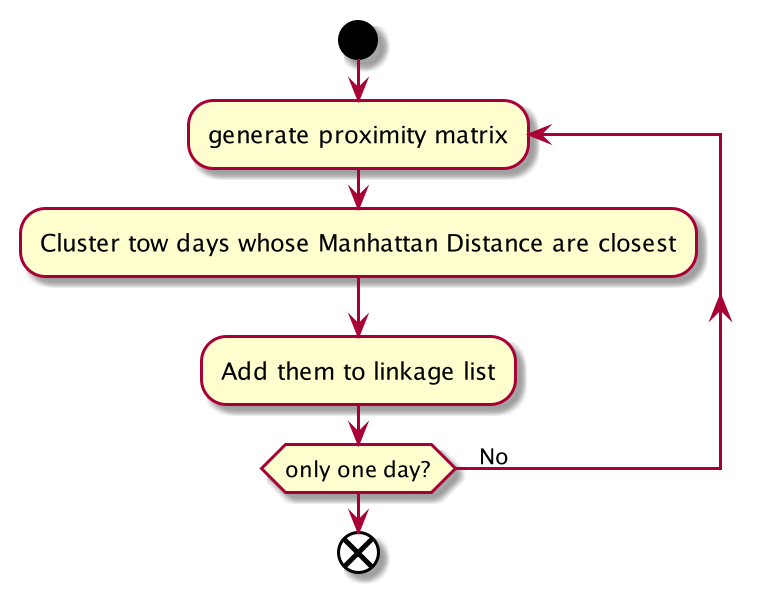 generate proximity matrix
Cluster tow days whose Manhattan Distance are closest
Add them to linkage list
only one day?
No